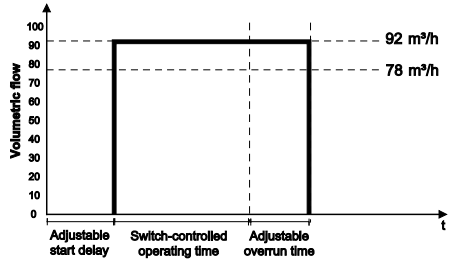 Volumetric flow
100
90
80
70
60
50
40
30
20
10
0
92 m³/h
78 m³/h
t
Adjustable
start delay
Switch-controlled
operating time
Adjustable
overrun time